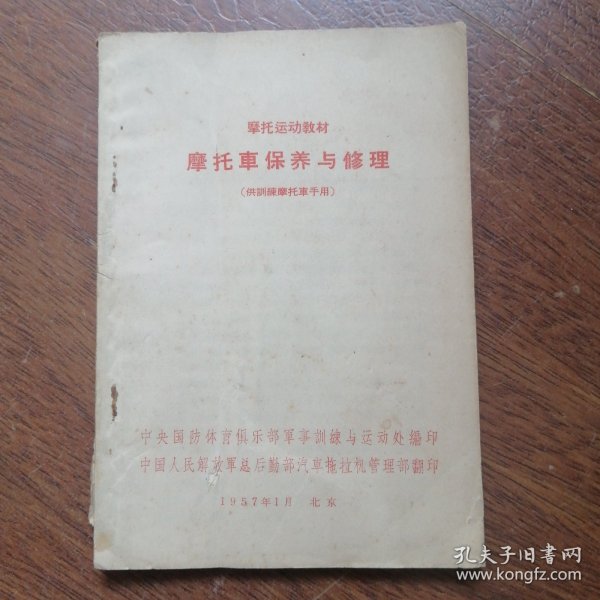 摩托运动教材
摩托車保养与修理
(供訓練摩托車手用)
中央国防体育俱乐部軍事訓練与运动处編印
中国人民解放軍总后勤部汽車拖拉机管理部翻印
1957年1月 北京
孔夫子旧書网
www.kongfz.com